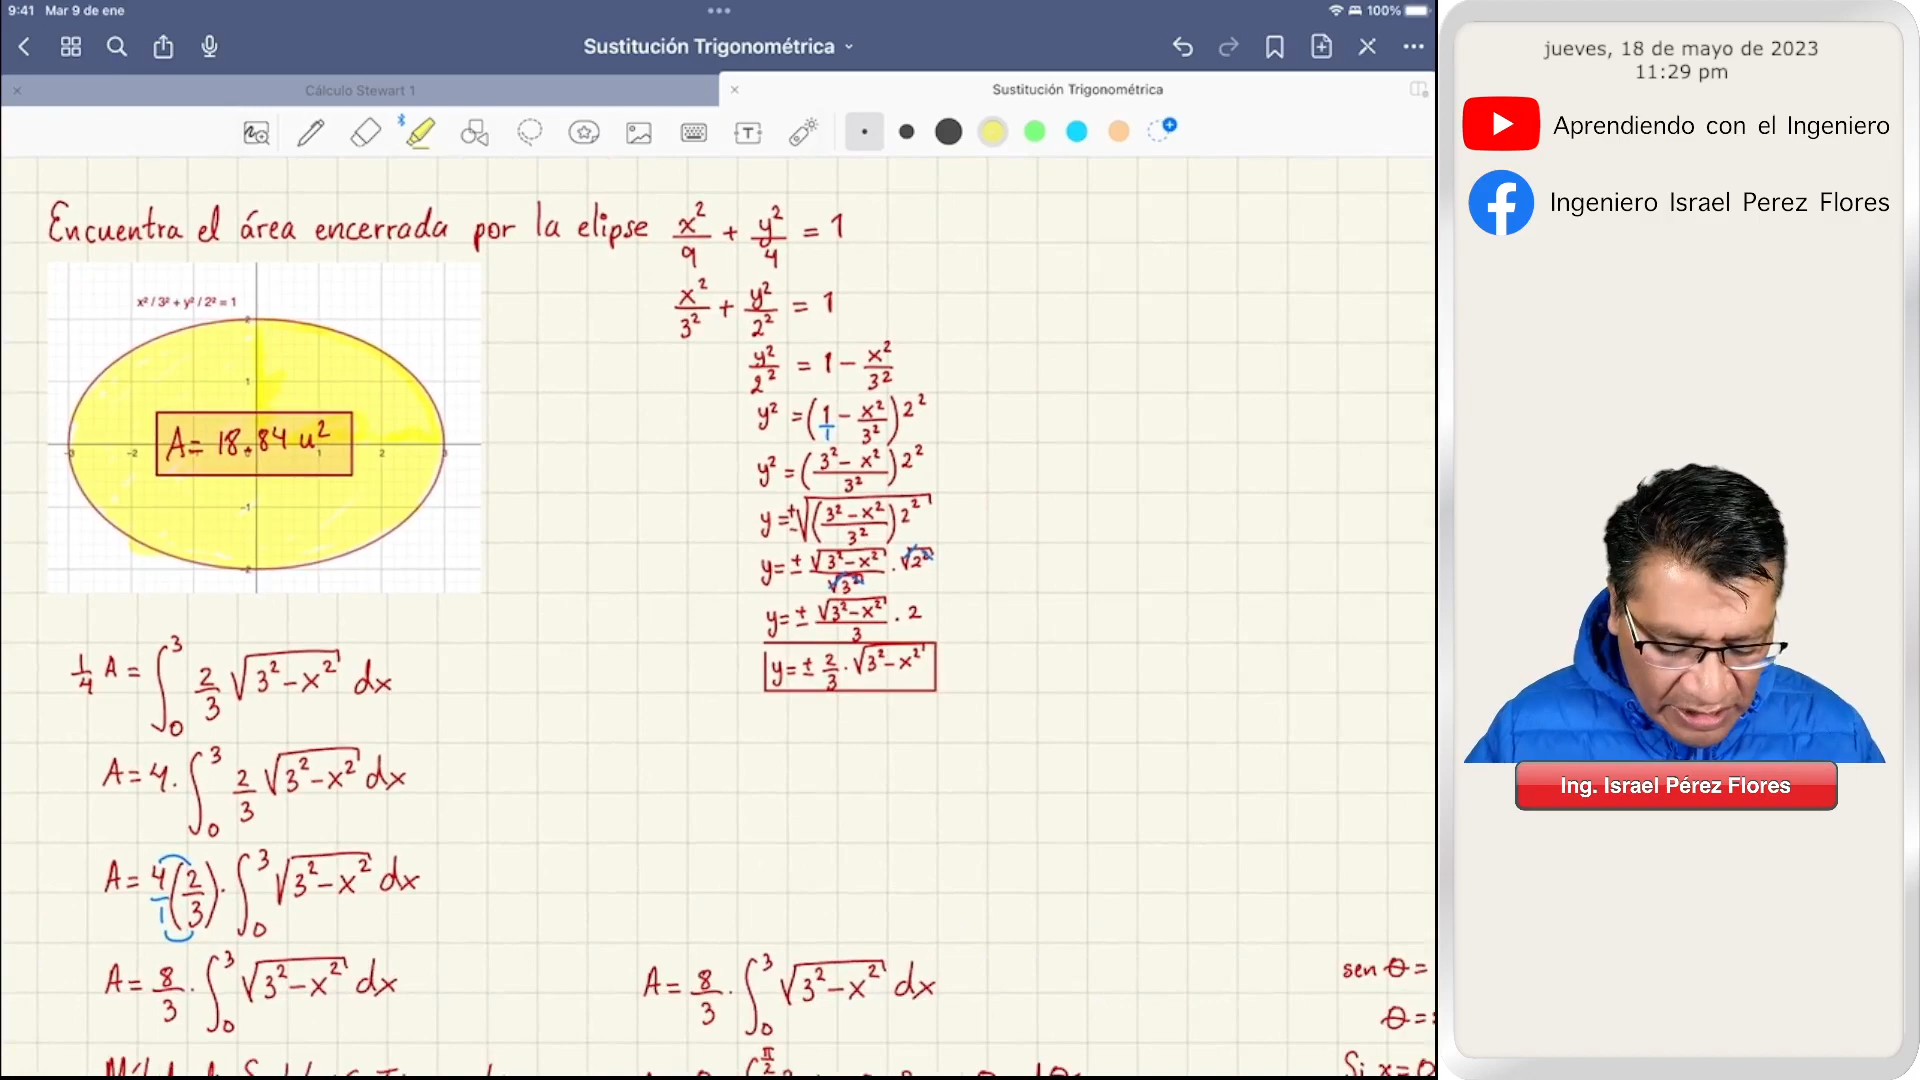 9:41 Mar 9 de ene
100%
Sustitución Trigonométrica
Cálculo Stewart 1
Sustitución Trigonométrica
Encuentra el área encerrada por la elipse x²/9 + y²/4 = 1
x² / 3² + y² / 2² = 1
A = 18.84 u²
x²/3² + y²/2² = 1
y²/2² = 1 - x²/3²
y² = (1/1 - x²/3²)2²
y² = (3² - x²/3²)2²
y = ±√((3² - x²/3²)2²)
y = ± √(3² - x²)/√3² . √2²
y = ± √(3² - x²)/3 . 2
y = ± 2/3 . √(3² - x²)
1/4 A = ∫₀³ 2/3 √(3² - x²) dx
A = 4. ∫₀³ 2/3 √(3² - x²) dx
A = 4/1 (2/3) . ∫₀³ √(3² - x²) dx
A = 8/3 . ∫₀³ √(3² - x²) dx
A = 8/3 . ∫₀³ √(3² - x²) dx
sen θ =
θ =
Si x = 0
jueves, 18 de mayo de 2023
11:29 pm
Aprendiendo con el Ingeniero
Ingeniero Israel Perez Flores
Ing. Israel Pérez Flores